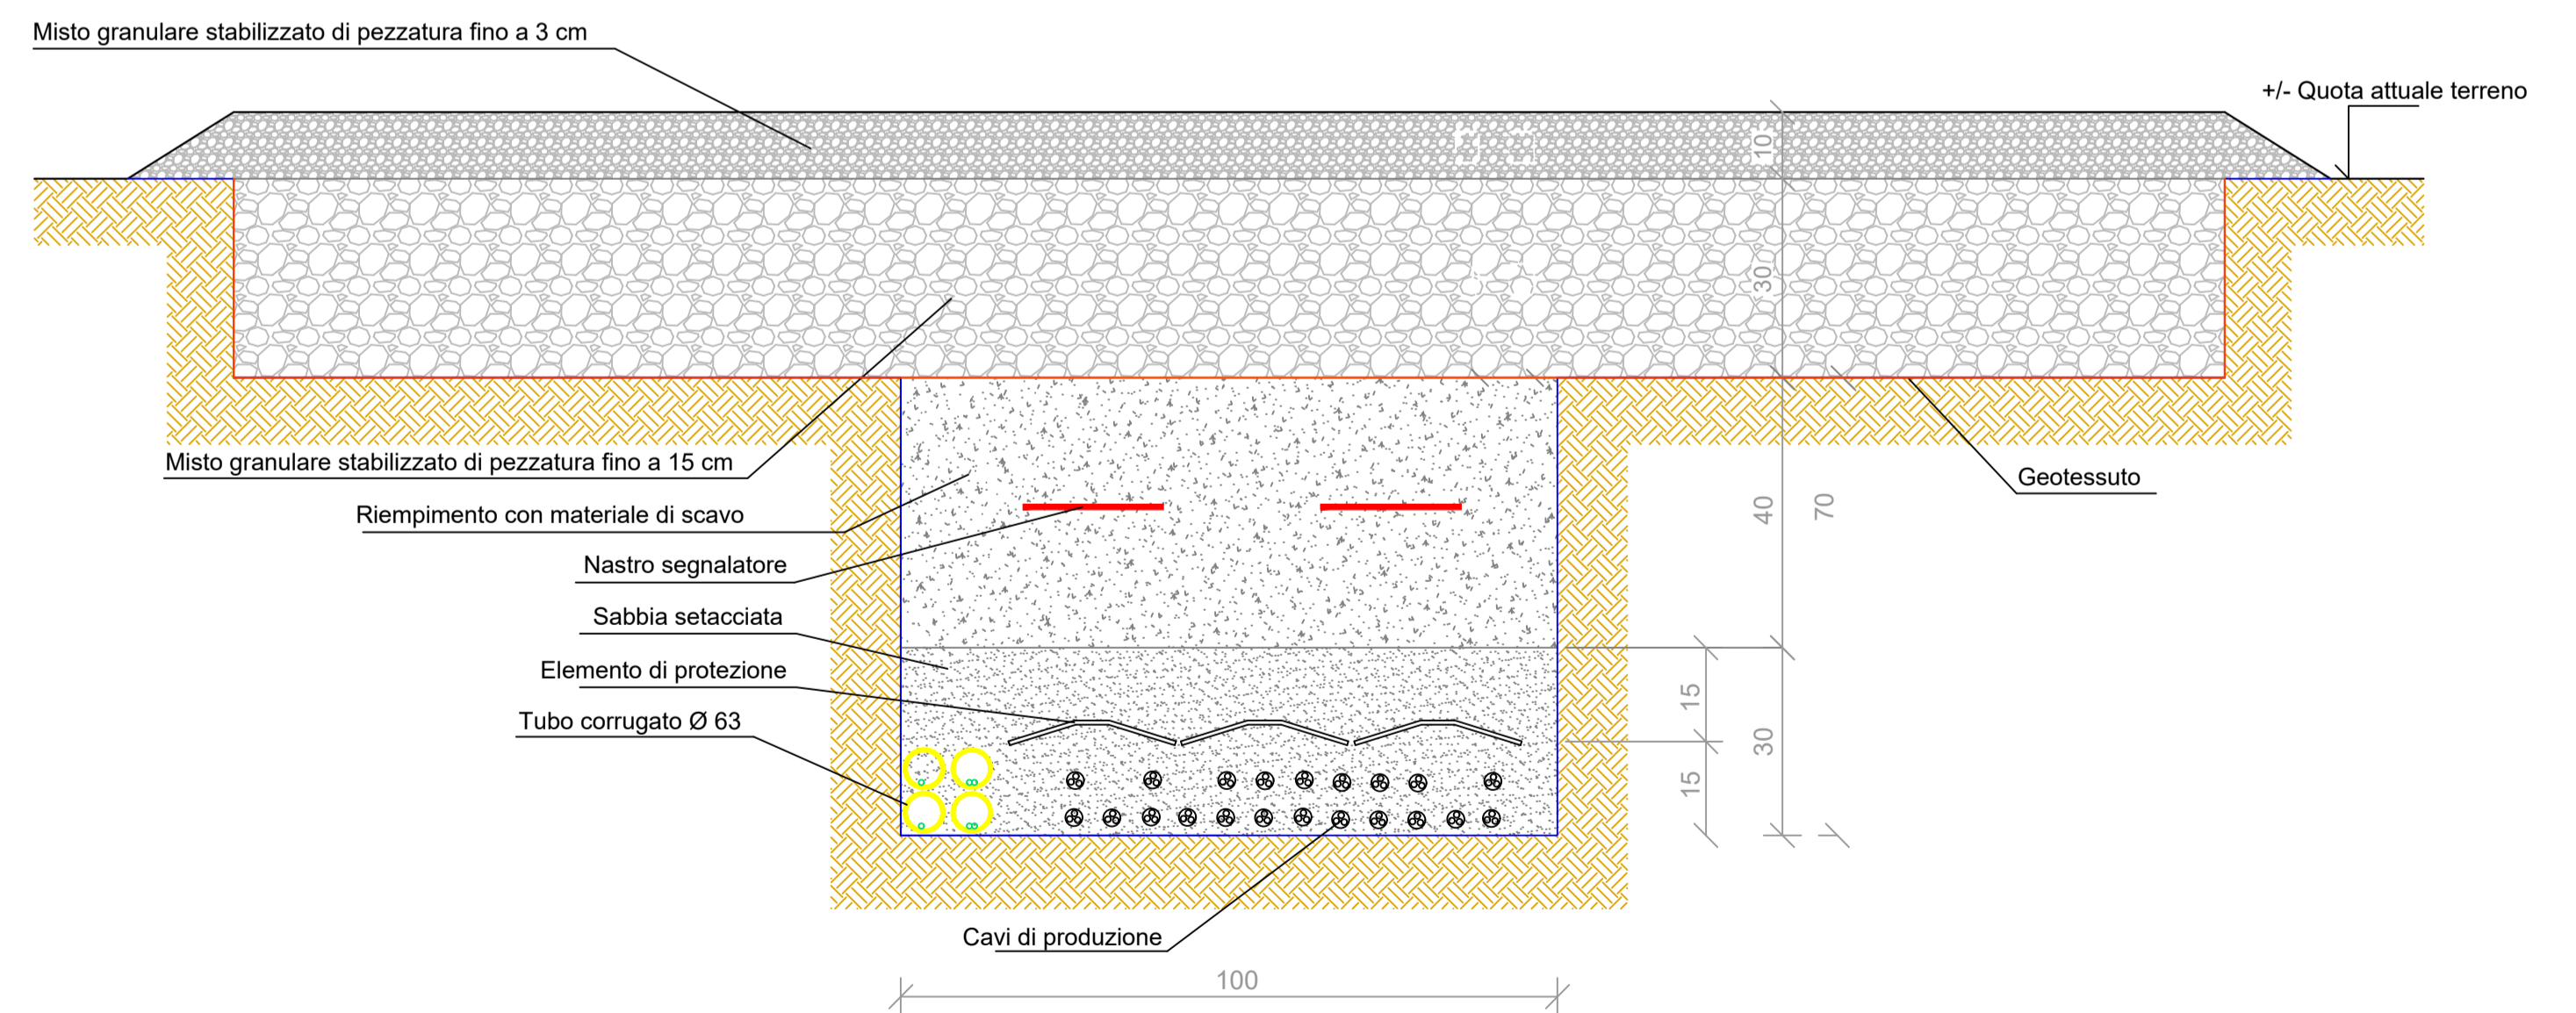 Misto granulare stabilizzato di pezzatura fino a 3 cm
+/- Quota attuale terreno
10
30
Misto granulare stabilizzato di pezzatura fino a 15 cm
Geotessuto
40
70
Riempimento con materiale di scavo
Nastro segnalatore
Sabbia setacciata
Elemento di protezione
15
Tubo corrugato Ø 63
30
15
Cavi di produzione
100